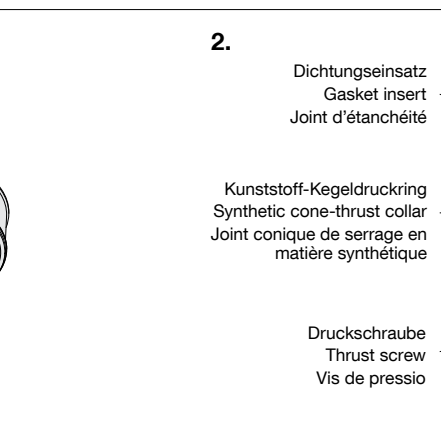 2.
Dichtungseinsatz
Gasket insert
Joint d'étanchéité
Kunststoff-Kegeldruckring
Synthetic cone-thrust collar
Joint conique de serrage en
matière synthétique
Druckschraube
Thrust screw
Vis de pressio